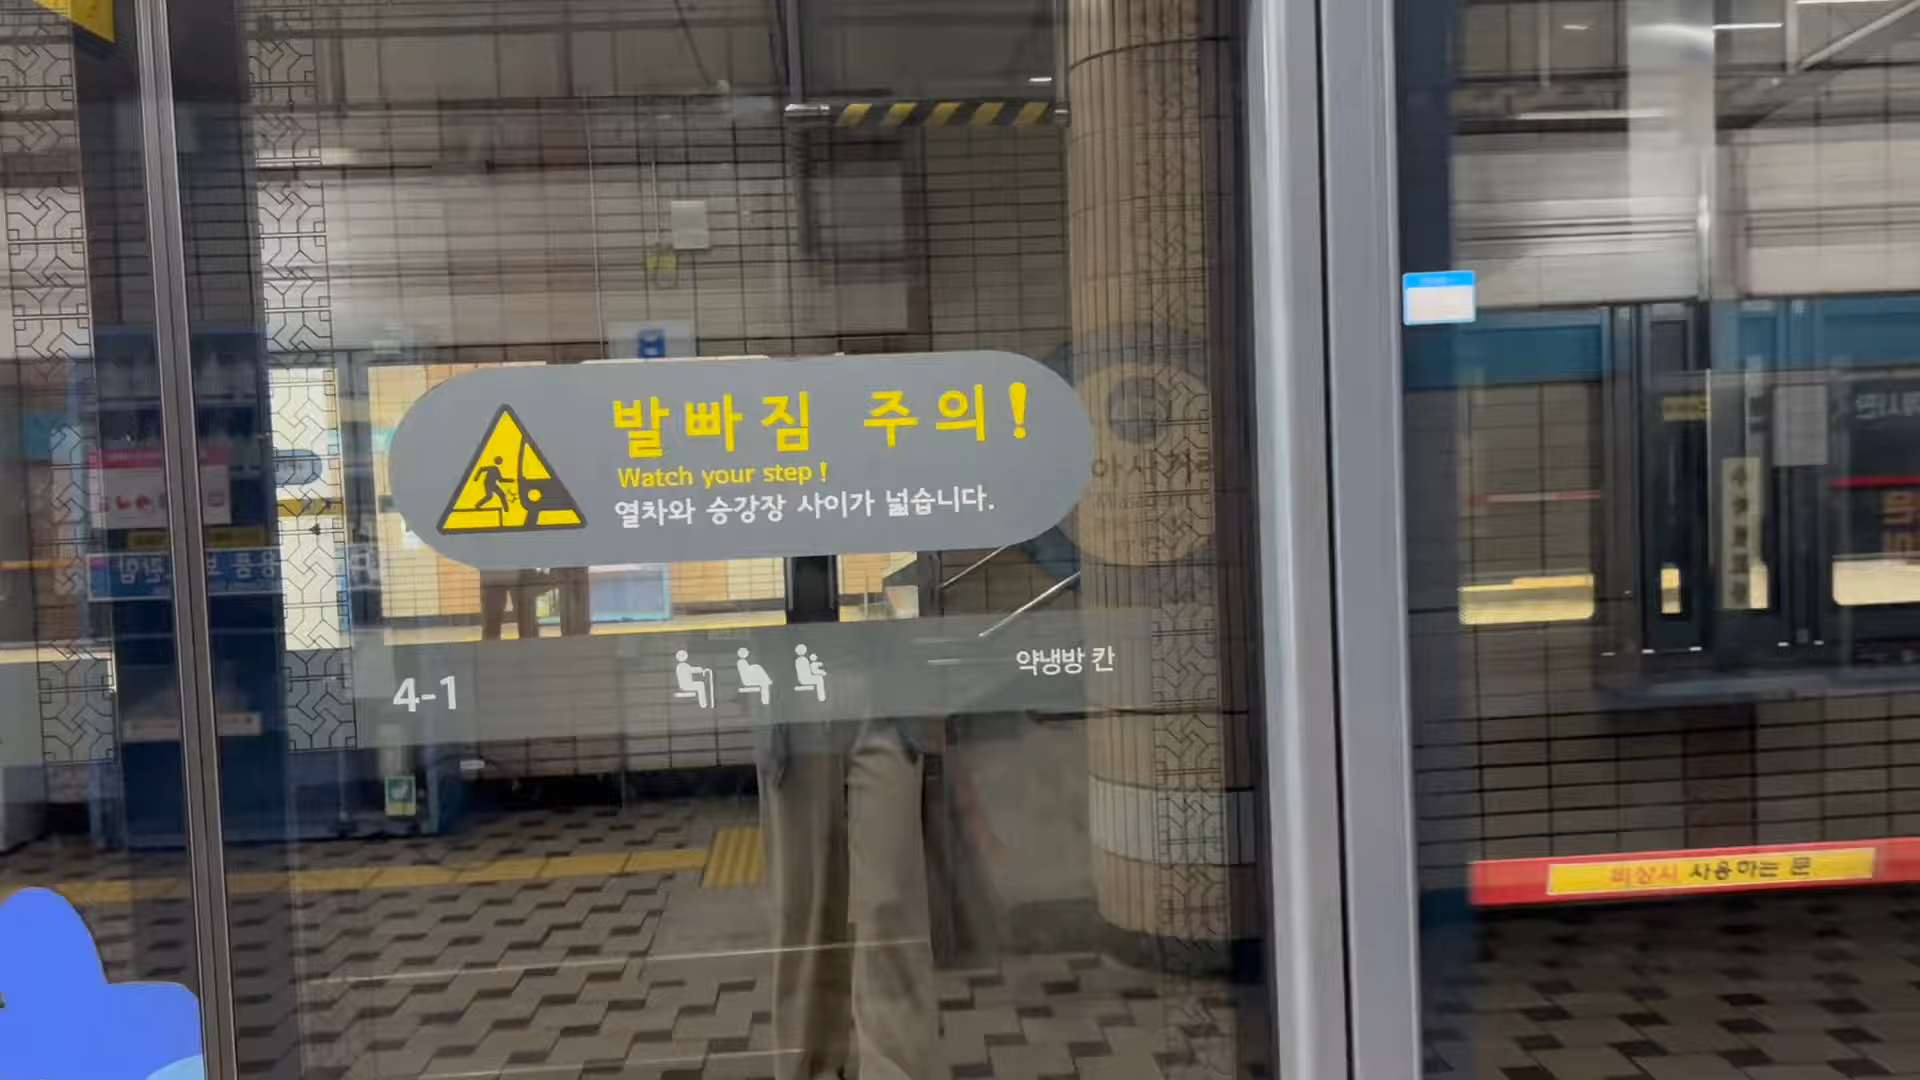 발빠짐 주의!
Watch your step!
열차와 승강장 사이가 넓습니다.
4-1
약냉방 칸
비상시 사용하는 문